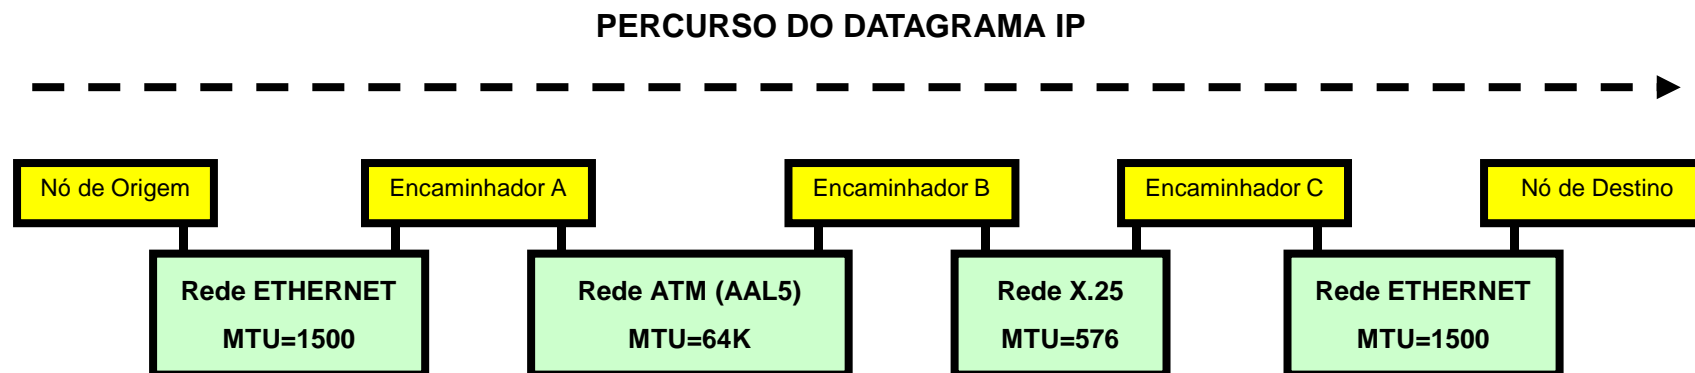 PERCURSO DO DATAGRAMA IP
Nó de Origem
Encaminhador A
Encaminhador B
Encaminhador C
Nó de Destino
Rede ETHERNET
MTU=1500
Rede ATM (AAL5)
MTU=64K
Rede X.25
MTU=576
Rede ETHERNET
MTU=1500